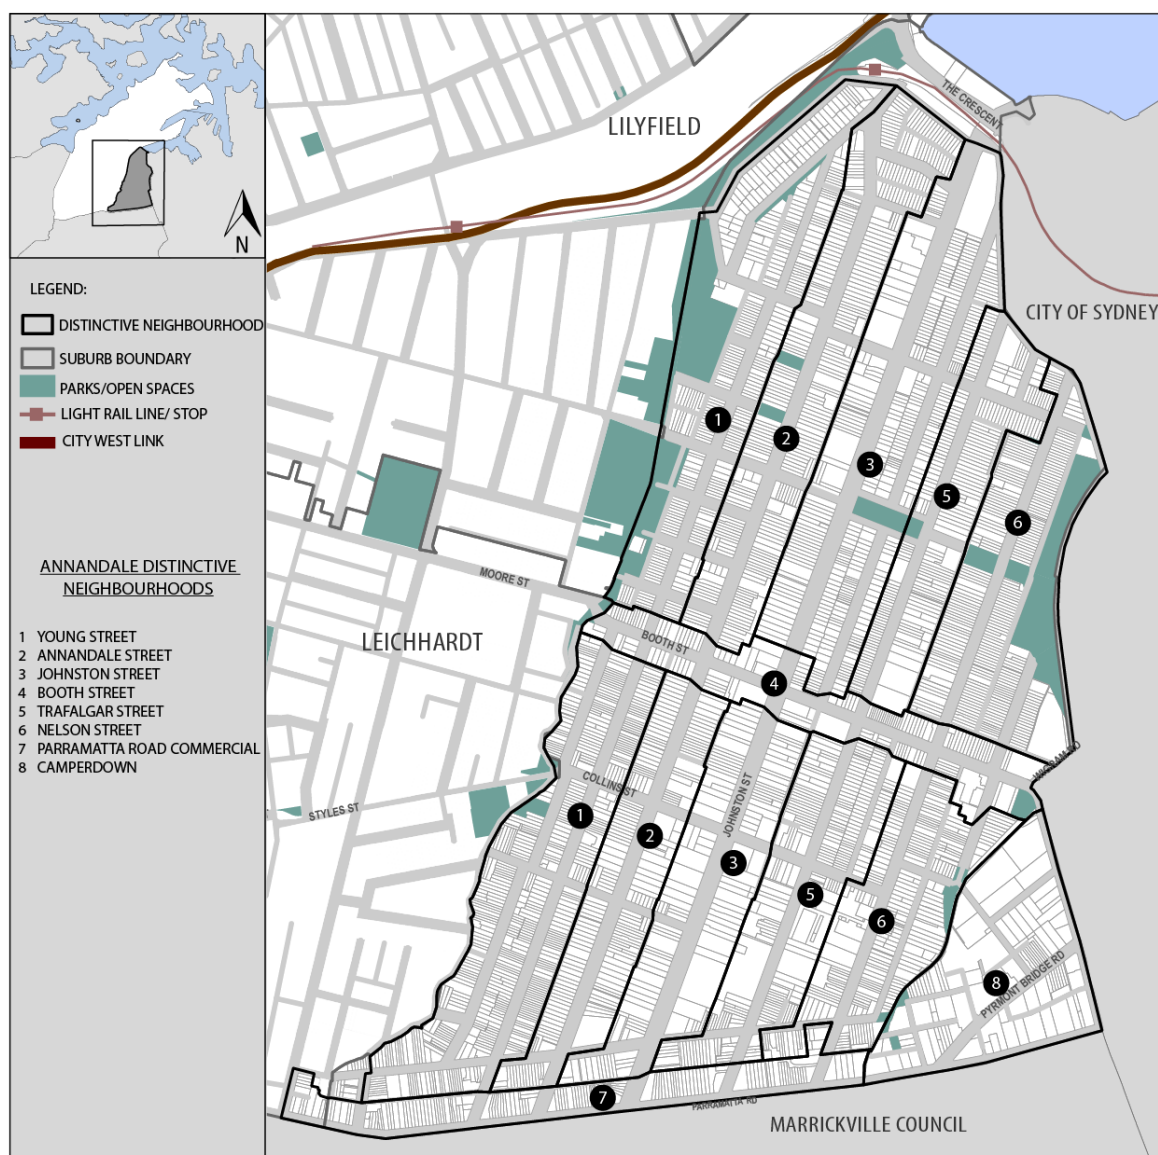 N
LEGEND:
DISTINCTIVE NEIGHBOURHOOD
SUBURB BOUNDARY
PARKS/OPEN SPACES
LIGHT RAIL LINE/ STOP
CITY WEST LINK
ANNANDALE DISTINCTIVE
NEIGHBOURHOODS
1 YOUNG STREET
2 ANNANDALE STREET
3 JOHNSTON STREET
4 BOOTH STREET
5 TRAFALGAR STREET
6 NELSON STREET
7 PARRAMATTA ROAD COMMERCIAL
8 CAMPERDOWN
LILYFIELD
THE CRESCENT
CITY OF SYDNEY
1
2
3
5
6
MOORE ST
LEICHHARDT
BOOTH ST
4
COLLINS ST
JOHNSTON ST
STYLES ST
1
2
3
5
6
8
PYRMONT BRIDGE RD
7
PARRAMATTA RD
MARRICKVILLE COUNCIL